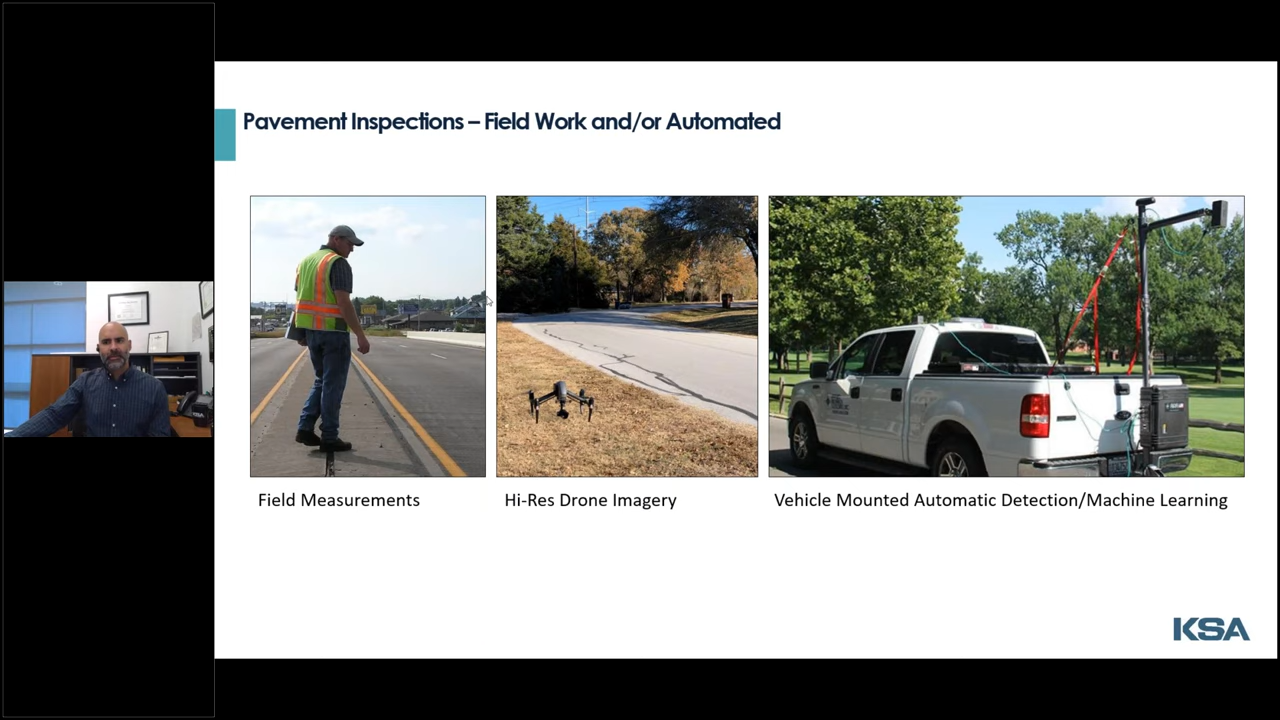 Pavement Inspections – Field Work and/or Automated
Field Measurements
Hi-Res Drone Imagery
Vehicle Mounted Automatic Detection/Machine Learning
KSA